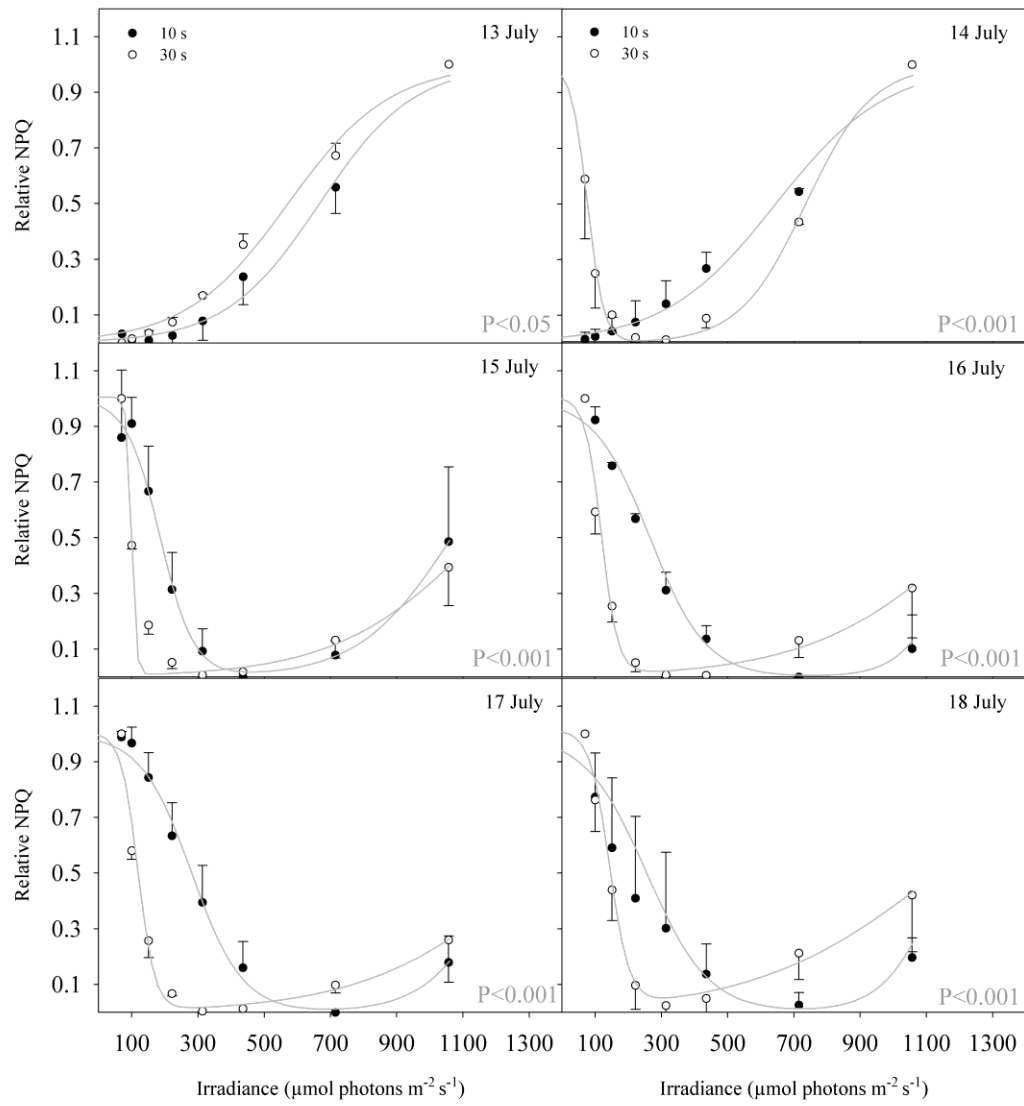 1.1
0.9
0.7
0.5
0.3
0.1
Relative NPQ
10 s
30 s
13 July
P<0.05
10 s
30 s
14 July
P<0.001
1.1
0.9
0.7
0.5
0.3
0.1
Relative NPQ
15 July
P<0.001
16 July
P<0.001
1.1
0.9
0.7
0.5
0.3
0.1
Relative NPQ
17 July
P<0.001
18 July
P<0.001
100 300 500 700 900 1100 1300
100 300 500 700 900 1100 1300
Irradiance (µmol photons m⁻² s⁻¹)
Irradiance (µmol photons m⁻² s⁻¹)